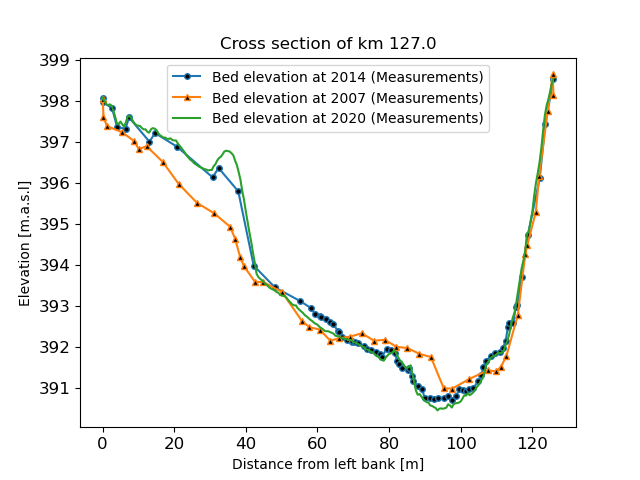 Cross section of km 127.0
Bed elevation at 2014 (Measurements)
Bed elevation at 2007 (Measurements)
Bed elevation at 2020 (Measurements)
Elevation [m.a.s.l]
399
398
397
396
395
394
393
392
391
0 20 40 60 80 100 120
Distance from left bank [m]